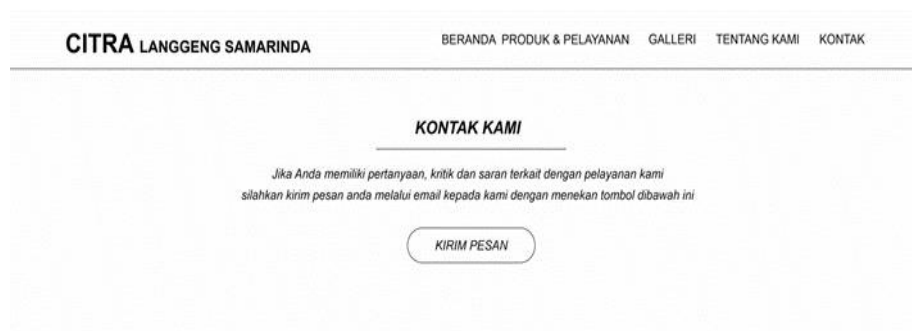 CITRA LANGGENG SAMARINDA
BERANDA PRODUK & PELAYANAN GALLERI TENTANG KAMI KONTAK
KONTAK KAMI
Jika Anda memiliki pertanyaan, kritik dan saran terkait dengan pelayanan kami
silahkan kirim pesan anda melalui email kepada kami dengan menekan tombol dibawah ini
KIRIM PESAN